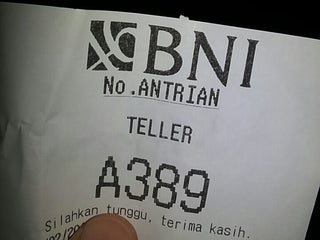 BNI
No.ANTRIAN
TELLER
A389
Silahkan tunggu, terima kasih.